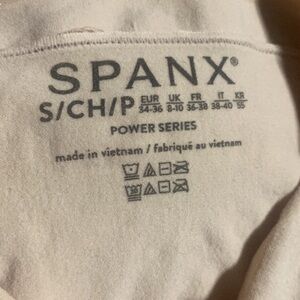 SPANX®
S/CH/P EUR UK FR IT KR
34-36 8-10 36-38 38-40 55
POWER SERIES
made in vietnam / fabriqué au vietnam
30